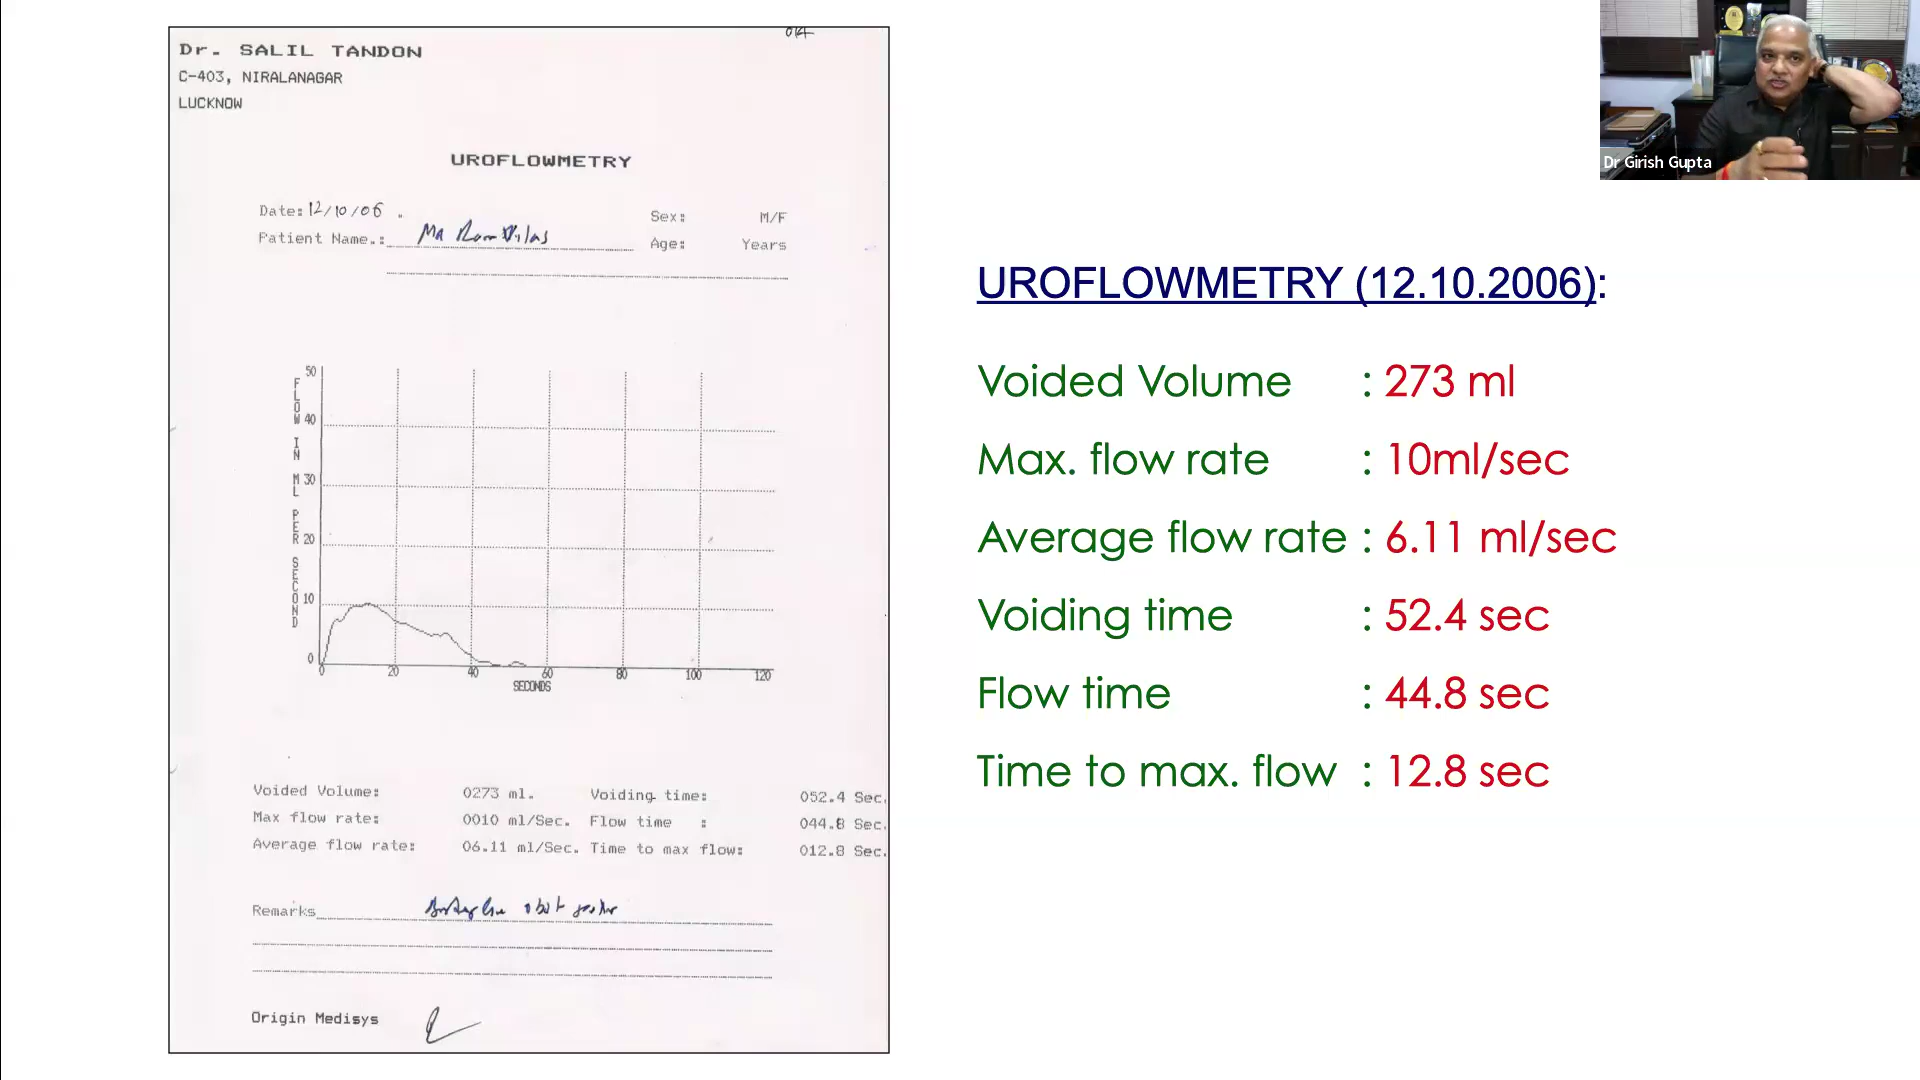 014
Dr. SALIL TANDON
C-403, NIRALANAGAR
LUCKNOW
UROFLOWMETRY
Date: 12/10/06 .
Sex: M/F
Patient Name.: Mr Ram Vilas
Age: Years
FLOW IN ML PER SECOND
50
40
30
20
10
0
0 20 40 60 80 100 120
SECONDS
Voided Volume: 0273 ml. Voiding time: 052.4 Sec.
Max flow rate: 0010 ml/Sec. Flow time : 044.8 Sec.
Average flow rate: 06.11 ml/Sec. Time to max flow: 012.8 Sec.
Remarks
Origin Medisys
Dr Girish Gupta
UROFLOWMETRY (12.10.2006):
Voided Volume : 273 ml
Max. flow rate : 10ml/sec
Average flow rate : 6.11 ml/sec
Voiding time : 52.4 sec
Flow time : 44.8 sec
Time to max. flow : 12.8 sec